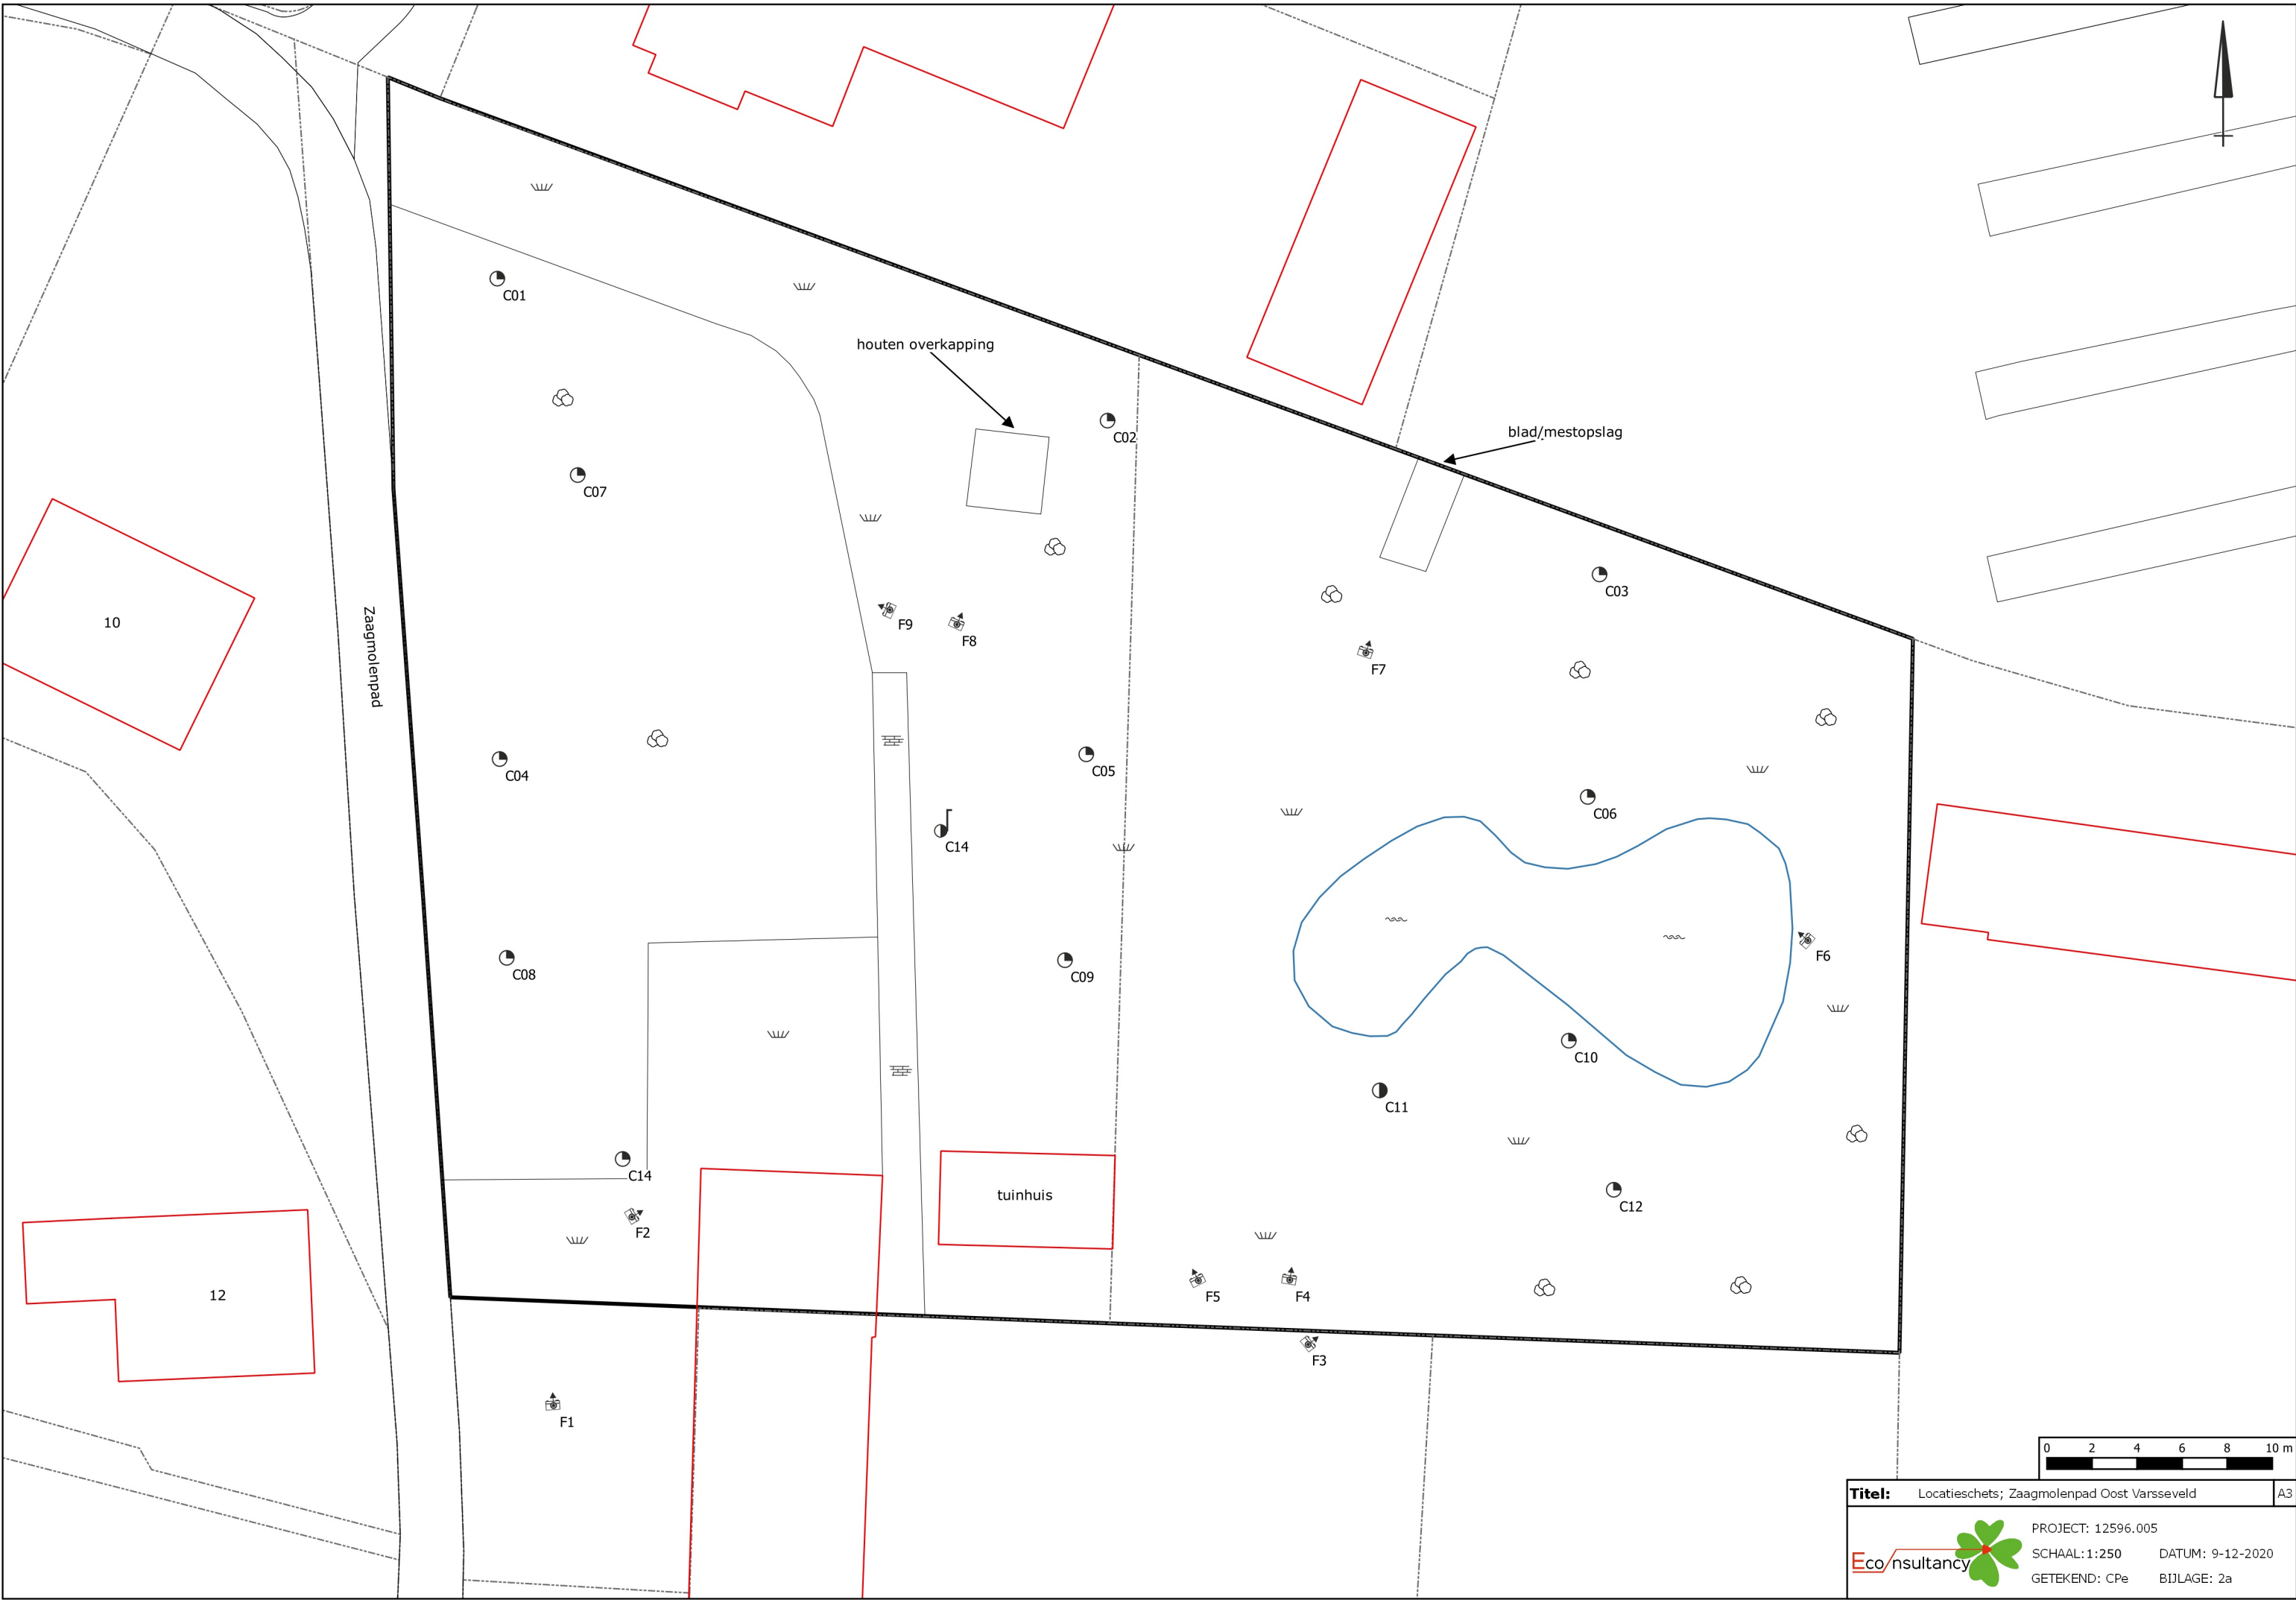 C01
houten overkapping
C02
blad/mestopslag
C07
C03
10
Zaagmolenpad
F9
F8
F7
C04
C05
C06
C14
C08
C09
F6
C10
C11
C14
C12
tuinhuis
F2
12
F5
F4
F3
F1
0 2 4 6 8 10 m
Titel: Locatieschets; Zaagmolenpad Oost Varsseveld A3
PROJECT: 12596.005
Eco/nsultancy
SCHAAL:1:250 DATUM: 9-12-2020
GETEKEND: CPe BIJLAGE: 2a